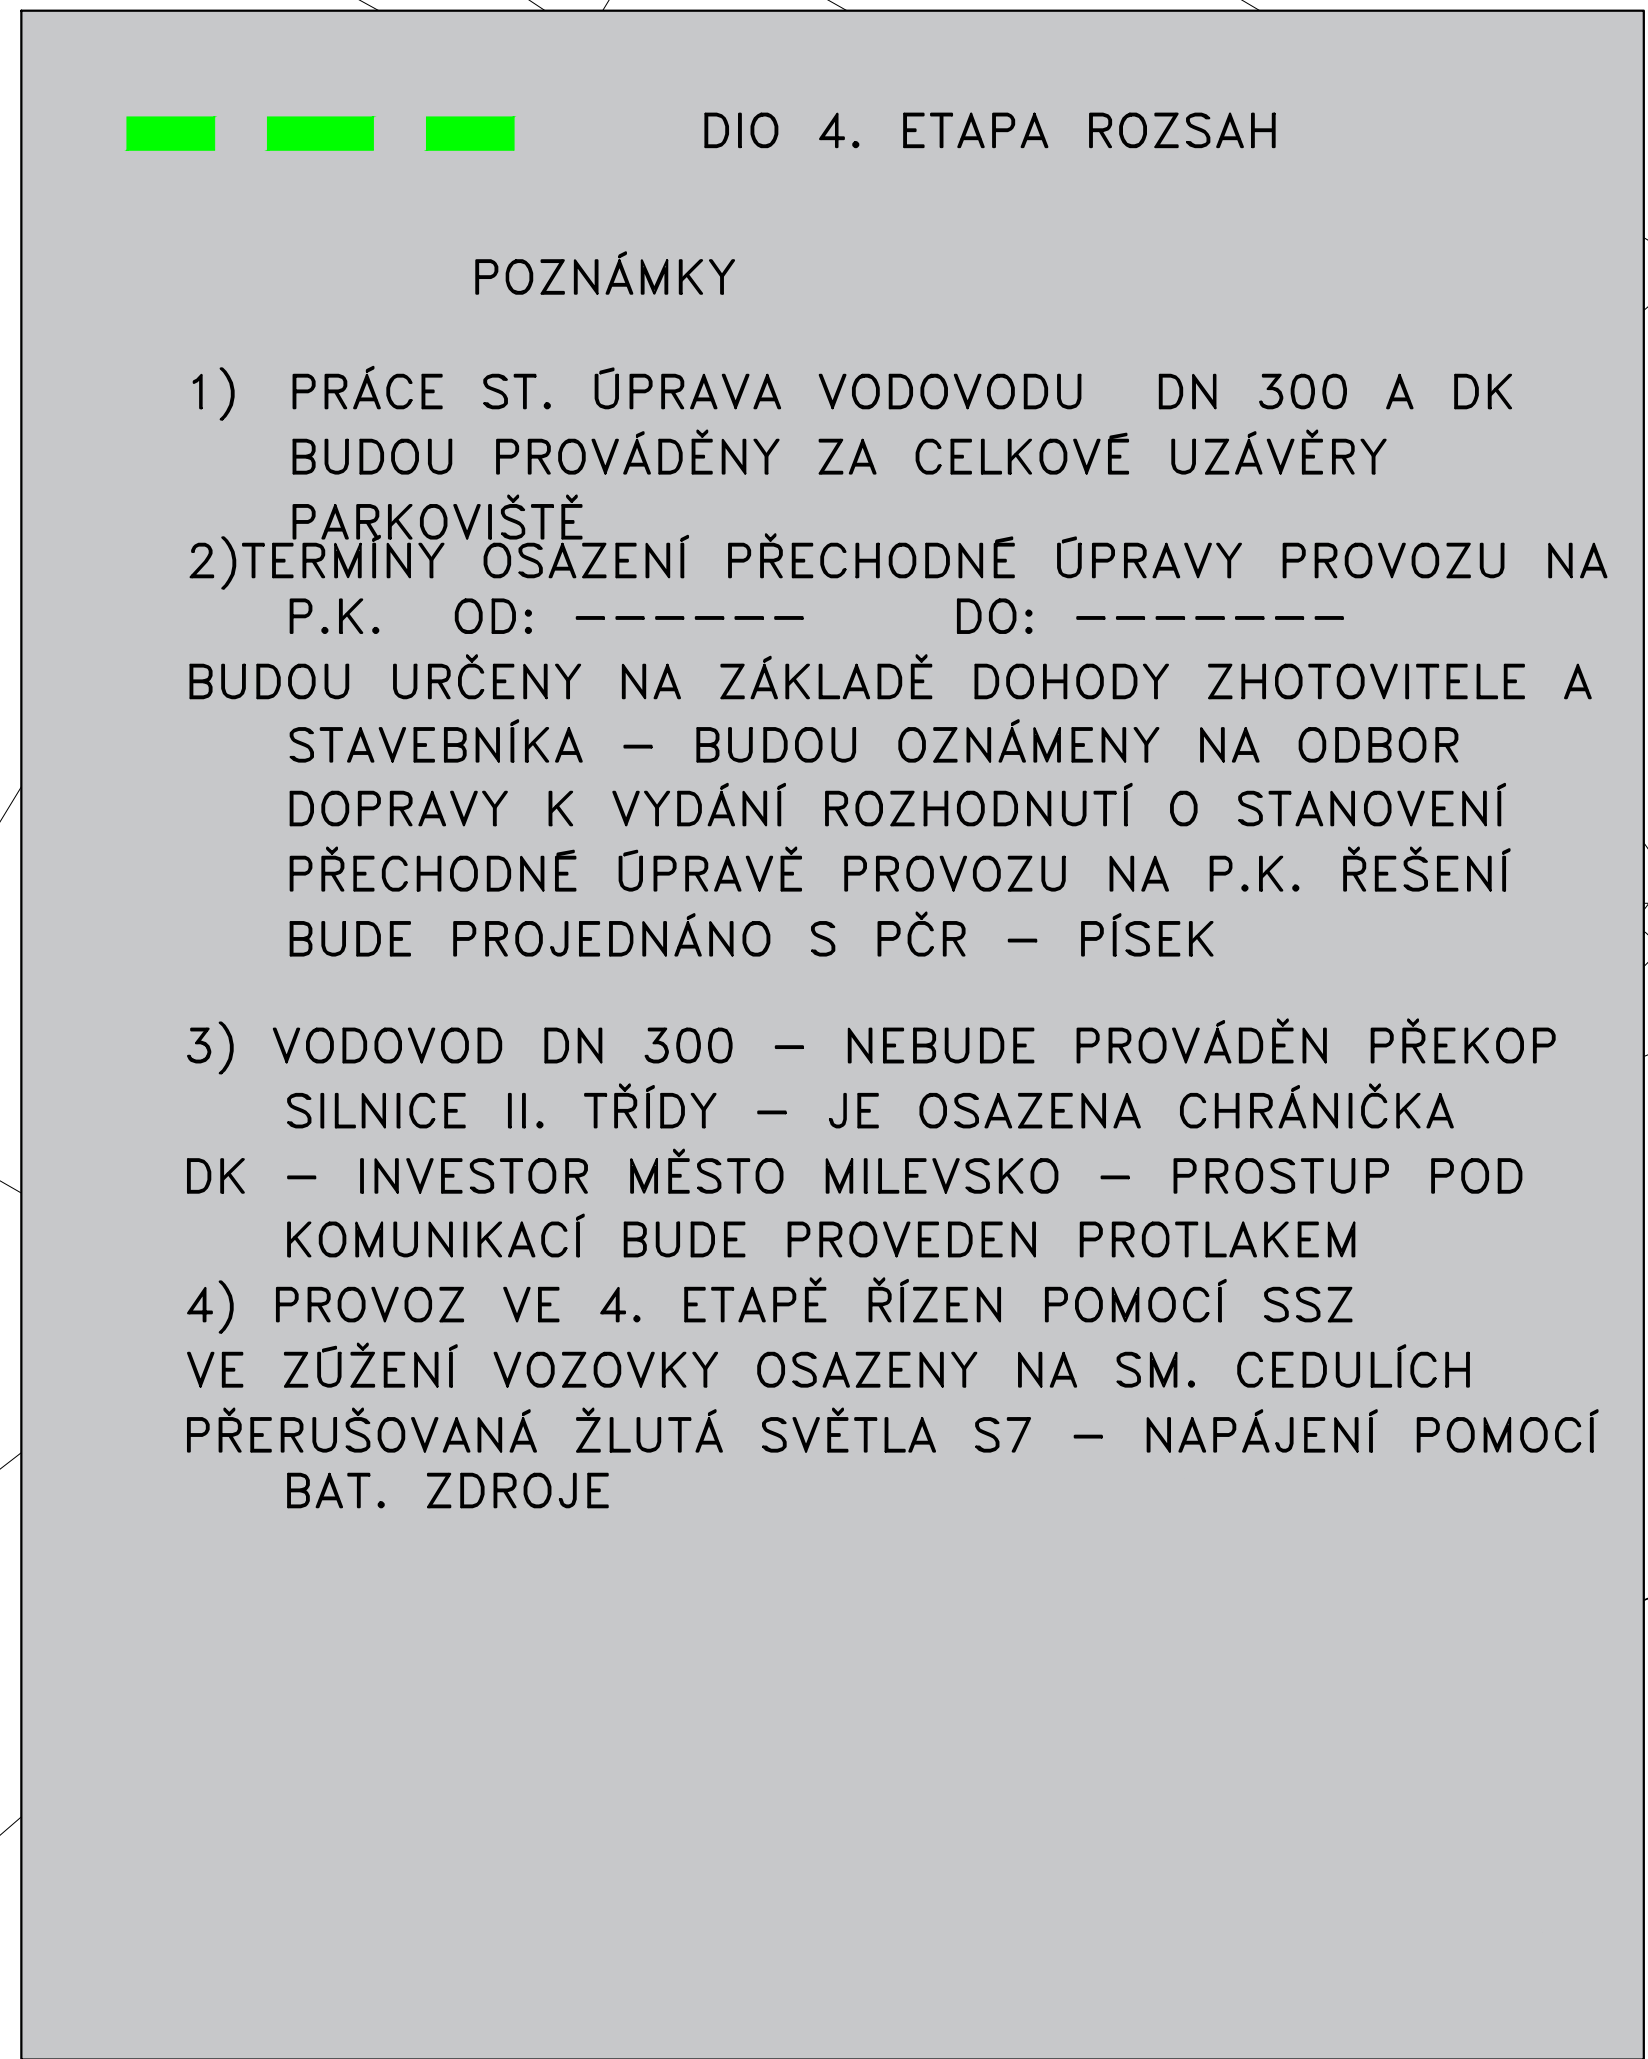 DIO 4. ETAPA ROZSAH
POZNÁMKY
1) PRÁCE ST. ÚPRAVA VODOVODU DN 300 A DK
BUDOU PROVÁDĚNY ZA CELKOVÉ UZÁVĚRY
PARKOVIŠTĚ
2)TERMÍNY OSAZENÍ PŘECHODNÉ ÚPRAVY PROVOZU NA
P.K. OD: ------ DO: -------
BUDOU URČENY NA ZÁKLADĚ DOHODY ZHOTOVITELE A
STAVEBNÍKA – BUDOU OZNÁMENY NA ODBOR
DOPRAVY K VYDÁNÍ ROZHODNUTÍ O STANOVENÍ
PŘECHODNÉ ÚPRAVĚ PROVOZU NA P.K. ŘEŠENÍ
BUDE PROJEDNÁNO S PČR – PÍSEK
3) VODOVOD DN 300 – NEBUDE PROVÁDĚN PŘEKOP
SILNICE II. TŘÍDY – JE OSAZENA CHRÁNIČKA
DK – INVESTOR MĚSTO MILEVSKO – PROSTUP POD
KOMUNIKACÍ BUDE PROVEDEN PROTLAKEM
4) PROVOZ VE 4. ETAPĚ ŘÍZEN POMOCÍ SSZ
VE ZÚŽENÍ VOZOVKY OSAZENY NA SM. CEDULÍCH
PŘERUŠOVANÁ ŽLUTÁ SVĚTLA S7 – NAPÁJENÍ POMOCÍ
BAT. ZDROJE